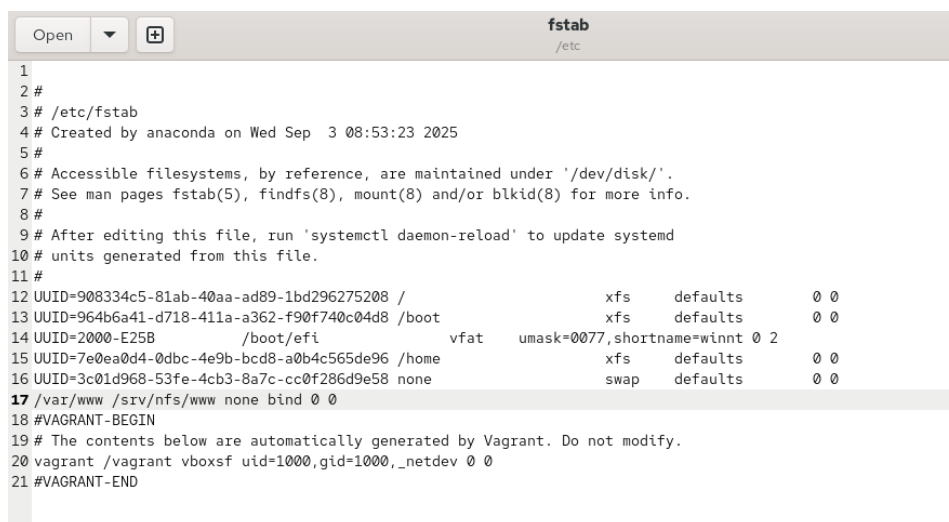 Open
fstab
/etc
1
2 #
3 # /etc/fstab
4 # Created by anaconda on Wed Sep  3 08:53:23 2025
5 #
6 # Accessible filesystems, by reference, are maintained under '/dev/disk/'.
7 # See man pages fstab(5), findfs(8), mount(8) and/or blkid(8) for more info.
8 #
9 # After editing this file, run 'systemctl daemon-reload' to update systemd
10 # units generated from this file.
11 #
12 UUID=908334c5-81ab-40aa-ad89-1bd296275208 /                       xfs     defaults        0 0
13 UUID=964b6a41-d718-411a-a362-f90f740c04d8 /boot                   xfs     defaults        0 0
14 UUID=2000-E25B          /boot/efi               vfat    umask=0077,shortname=winnt 0 2
15 UUID=7e0ea0d4-0dbc-4e9b-bcd8-a0b4c565de96 /home                   xfs     defaults        0 0
16 UUID=3c01d968-53fe-4cb3-8a7c-cc0f286d9e58 none                    swap    defaults        0 0
17 /var/www /srv/nfs/www none bind 0 0
18 #VAGRANT-BEGIN
19 # The contents below are automatically generated by Vagrant. Do not modify.
20 vagrant /vagrant vboxsf uid=1000,gid=1000,_netdev 0 0
21 #VAGRANT-END